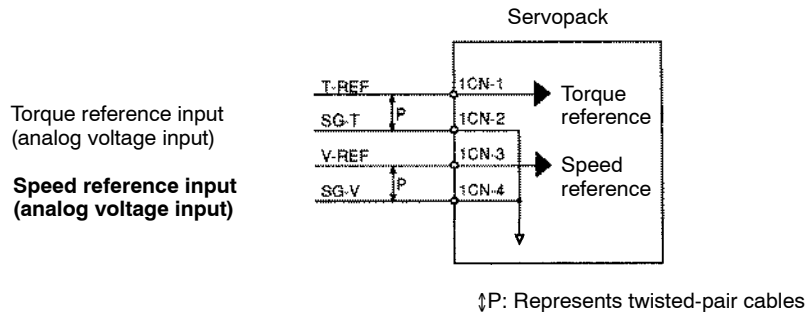 Servopack
T-REF
1CN-1
Torque
reference
Torque reference input
(analog voltage input)
P
SG-T
1CN-2
V-REF
1CN-3
Speed
reference
Speed reference input
(analog voltage input)
P
SG-V
1CN-4
↕P: Represents twisted-pair cables